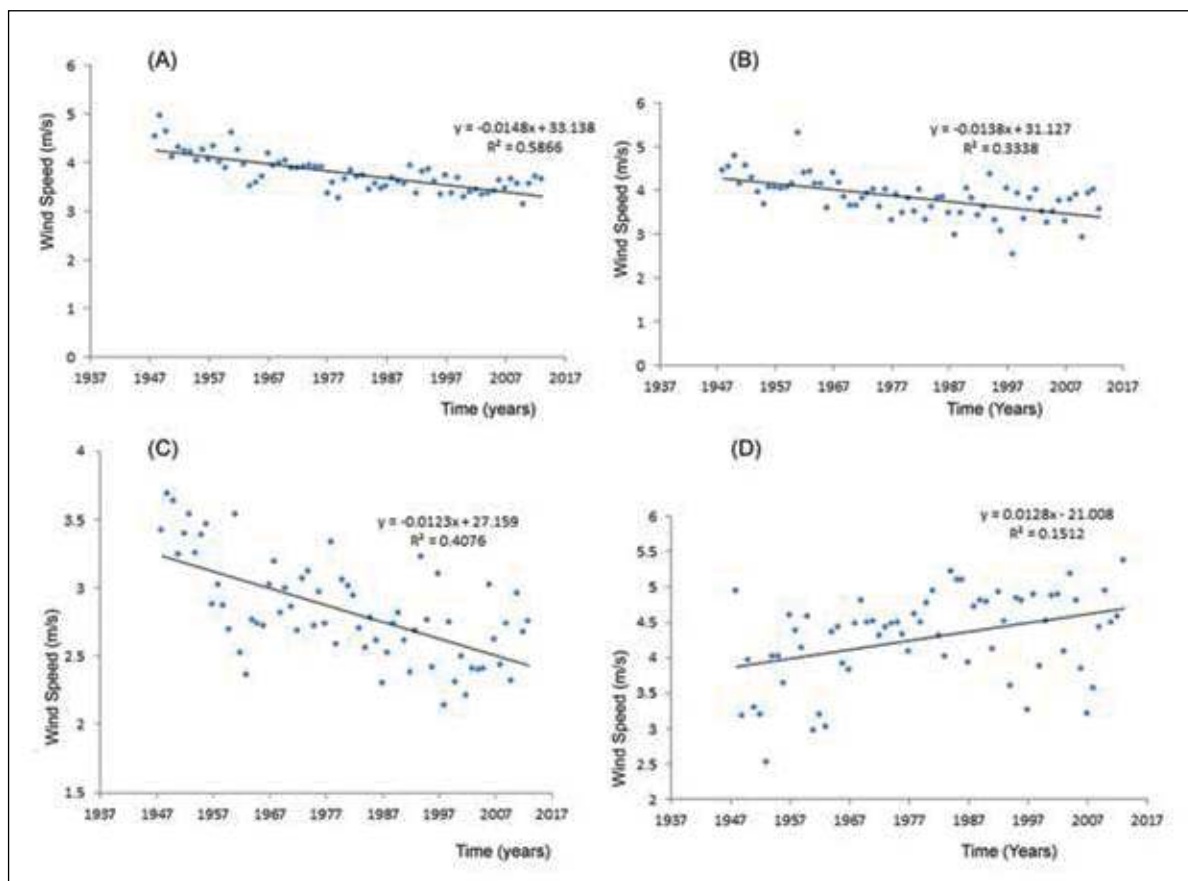 (A)
6
5
4
3
2
1
0
Wind Speed (m/s)
y = -0.0148x + 33.138
R² = 0.5866
1937 1947 1957 1967 1977 1987 1997 2007 2017
Time (years)
(B)
6
5
4
3
2
1
0
Wind Speed (m/s)
y = -0.0138x + 31.127
R² = 0.3338
1937 1947 1957 1967 1977 1987 1997 2007 2017
Time (Years)
(C)
4
3.5
3
2.5
2
1.5
Wind Speed (m/s)
y = -0.0123x + 27.159
R² = 0.4076
1937 1947 1957 1967 1977 1987 1997 2007 2017
Time (years)
(D)
6
5.5
5
4.5
4
3.5
3
2.5
2
Wind Speed (m/s)
y = 0.0128x - 21.008
R² = 0.1512
1937 1947 1957 1967 1977 1987 1997 2007 2017
Time (Years)